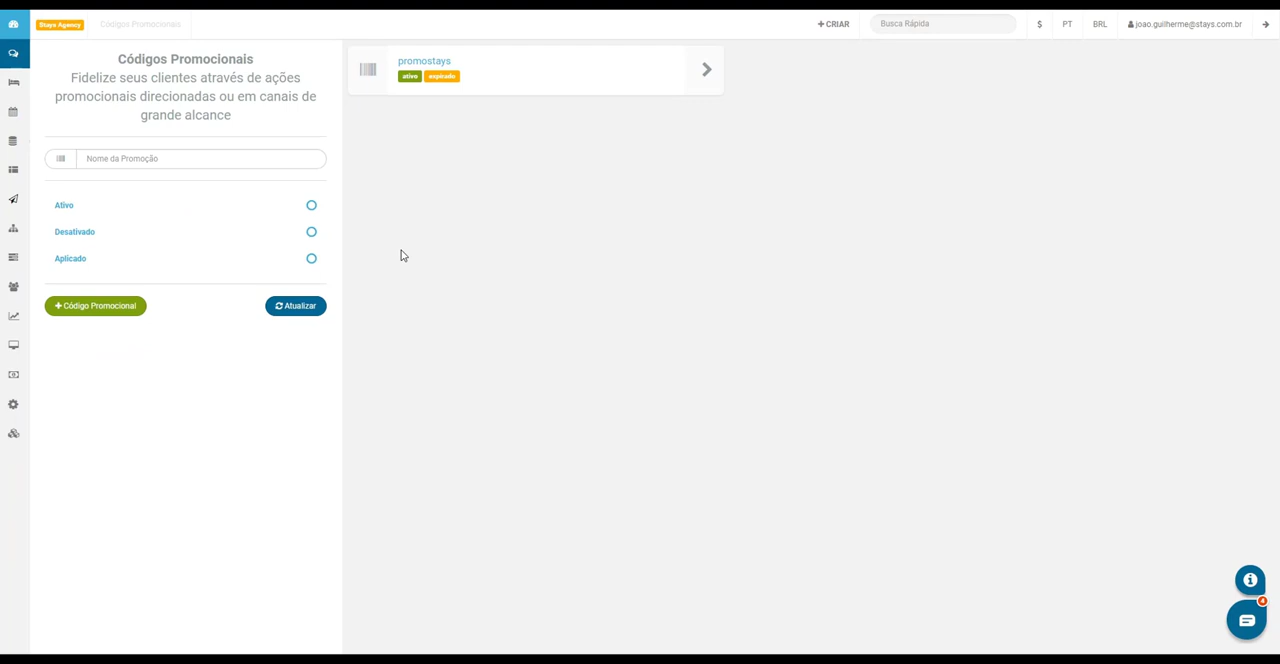 Stays Agency
Códigos Promocionais
+ CRIAR
Busca Rápida
$
PT
BRL
joao.guilherme@stays.com.br
Códigos Promocionais
Fidelize seus clientes através de ações
promocionais direcionadas ou em canais de
grande alcance
Nome da Promoção
Ativo
Desativado
Aplicado
+ Código Promocional
Atualizar
promostays
ativo
expirado
4